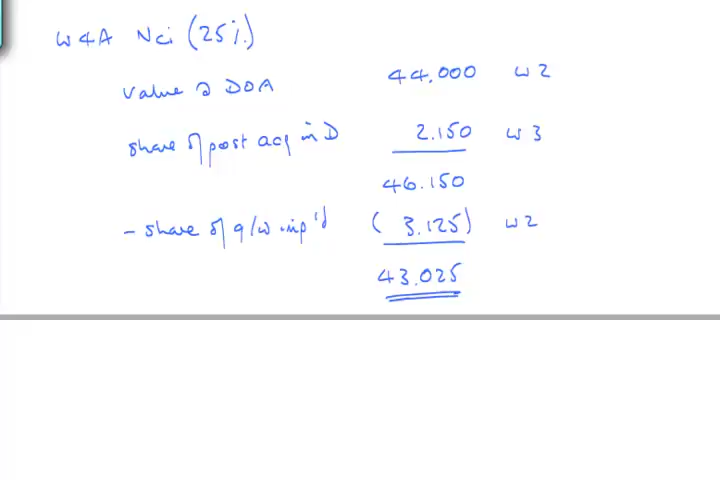 W4A Nci (25%)
Value @ DOA 44,000 W2
Share of post acq in D 2.150 W3
46.150
- Share of g/w imp'd (3.125) W2
43.025